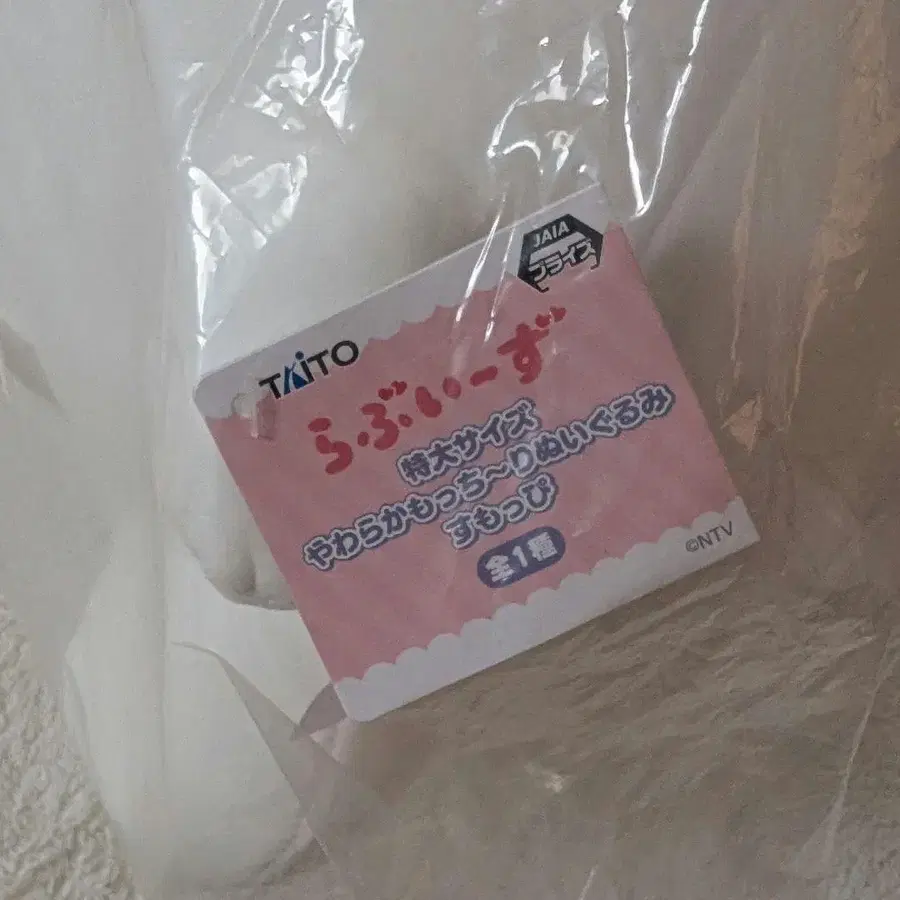 JAIA
プライズ
TAITO
らぶいーず
特大サイズ
やわらかもっち～りぬいぐるみ
すもっぴ
全1種
©NTV